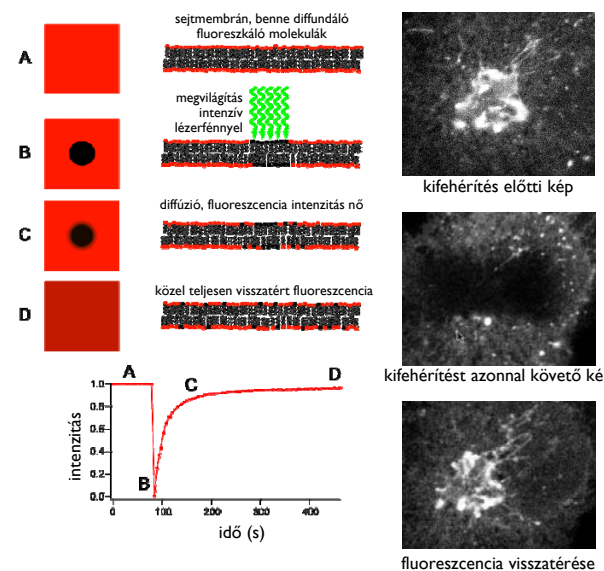 sejtmembrán, benne diffundáló
fluoreszkáló molekulák
A
megvilágítás
intenzív
lézerfénnyel
B
kifehérítés előtti kép
diffúzió, fluoreszcencia intenzitás nő
C
közel teljesen visszatért fluoreszcencia
D
kifehérítést azonnal követő ké
A
C
D
B
1.0
0.8
0.6
0.4
0.2
0.0
intenzitás
0
100
200
300
400
idő (s)
fluoreszcencia visszatérése